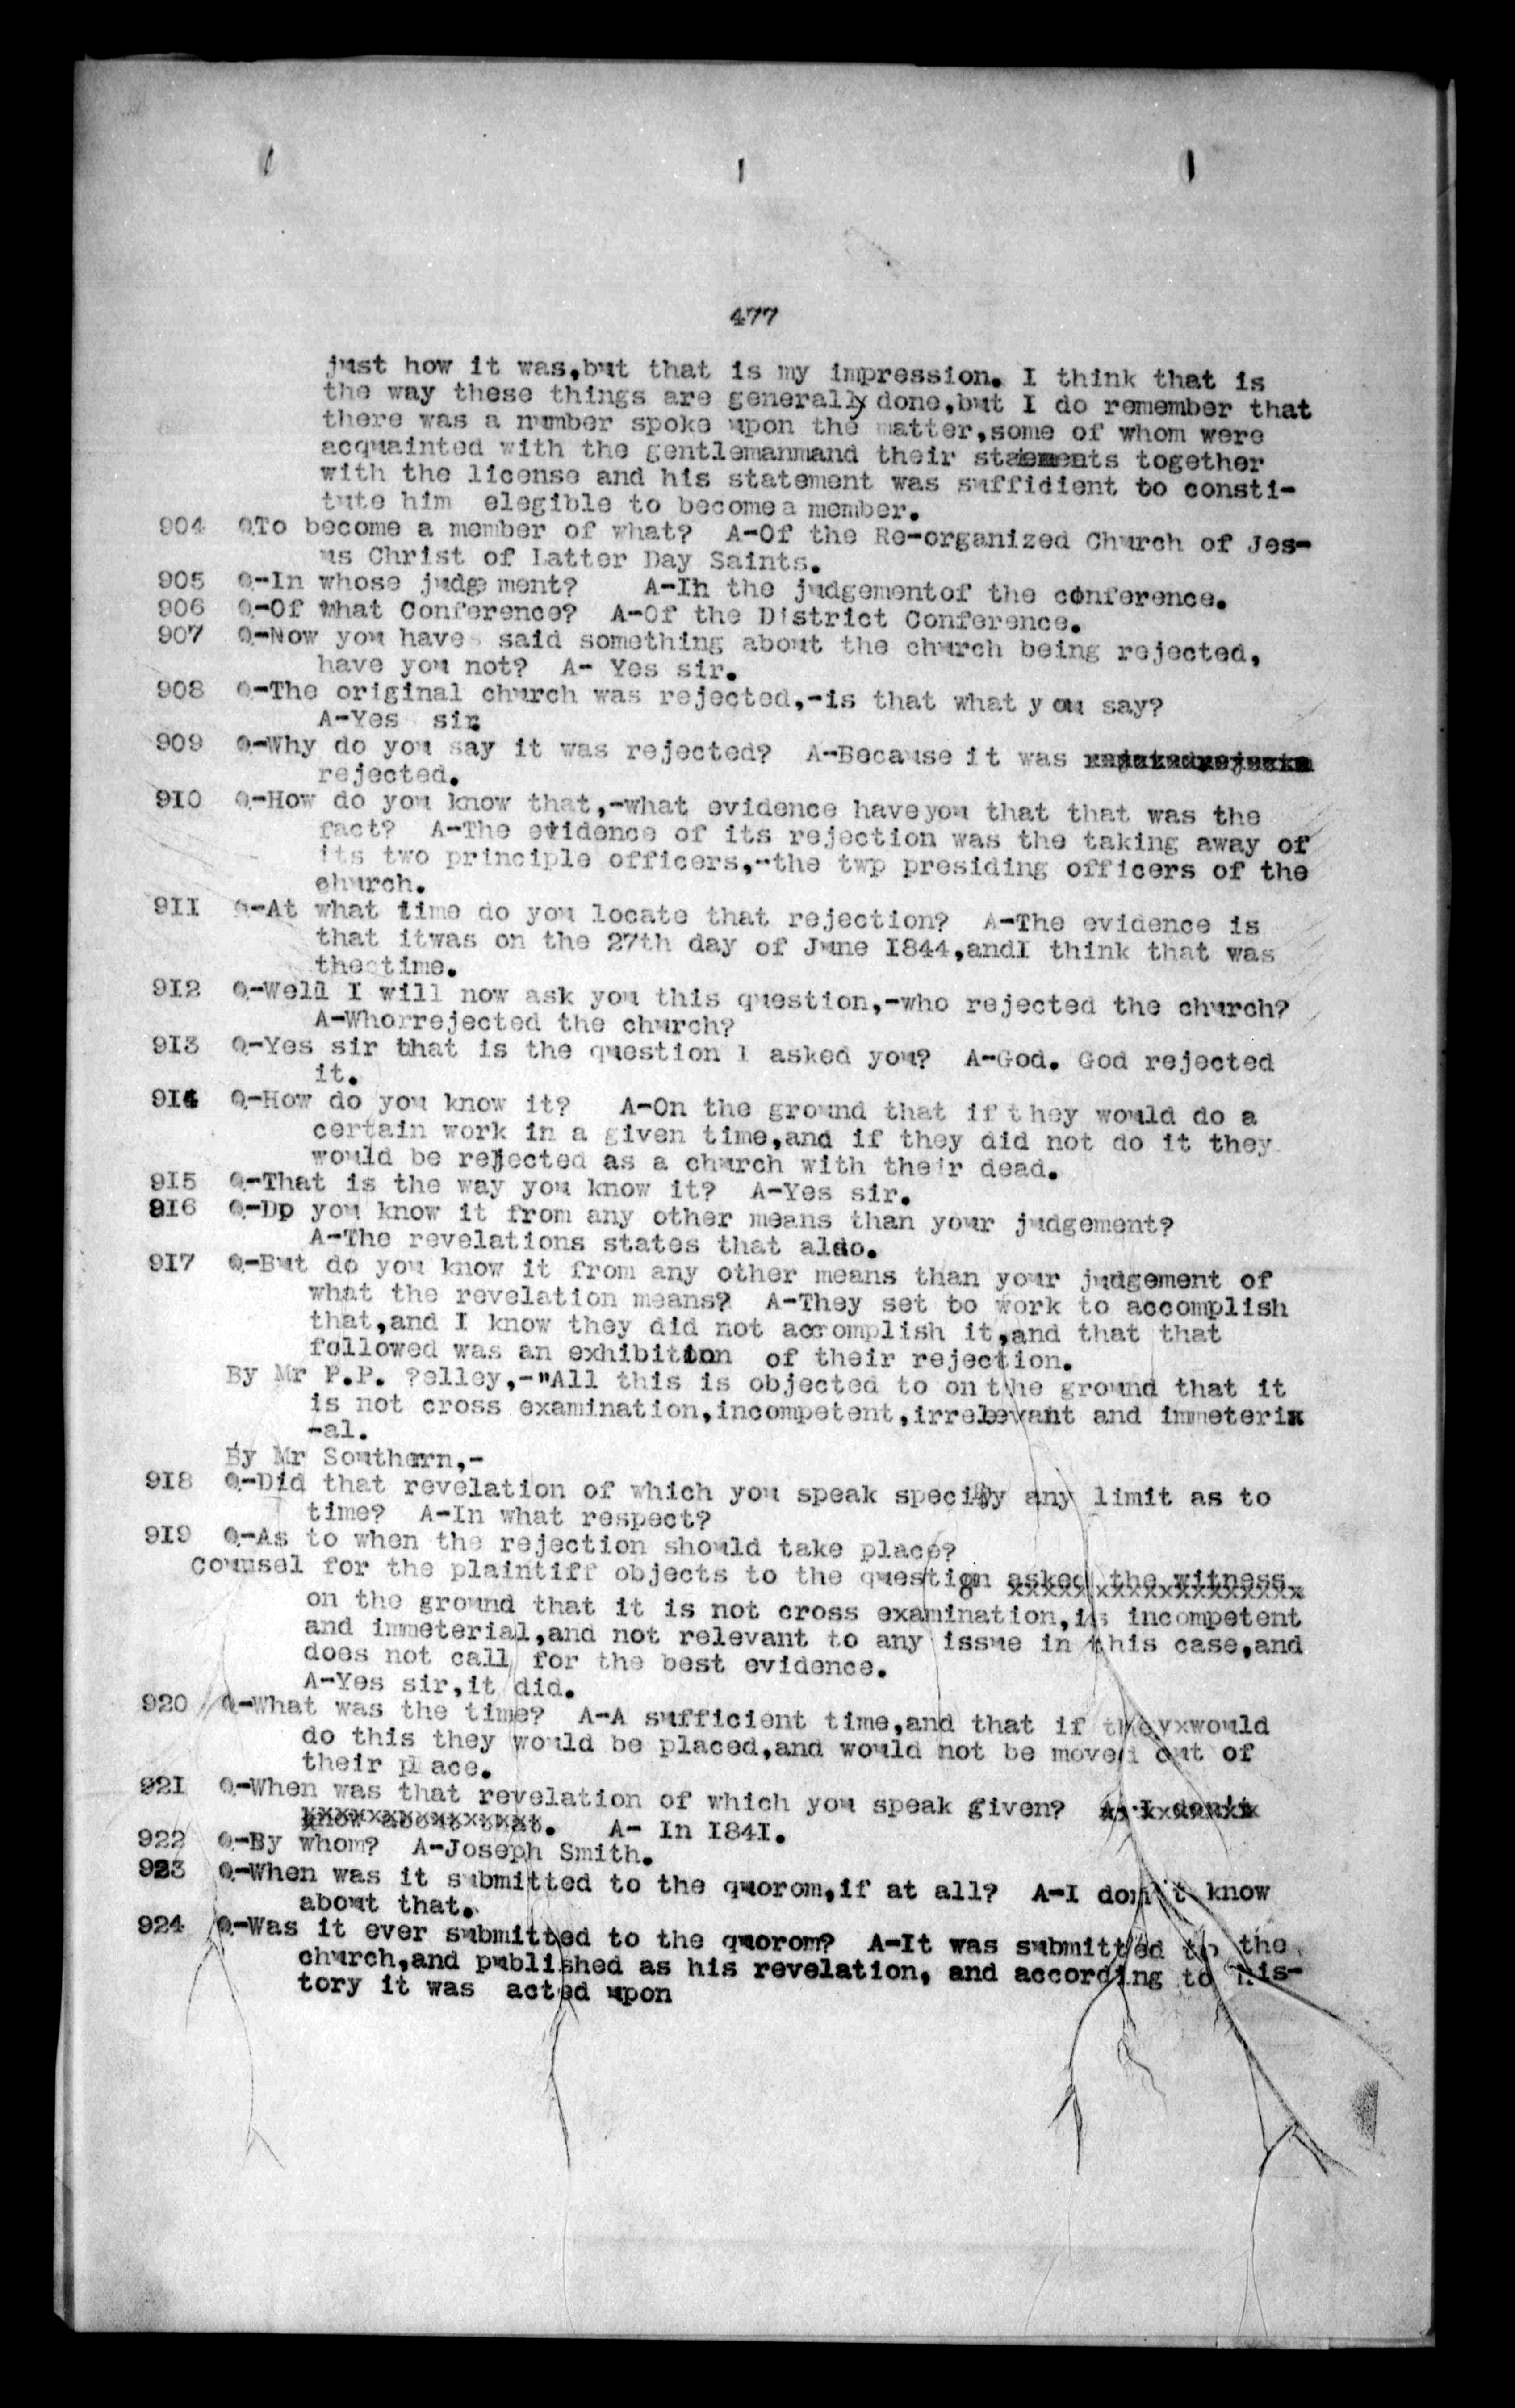 477
just how it was,but that is my impression. I think that is
the way these things are generally done,but I do remember that
there was a number spoke upon the matter,some of whom were
acquainted with the gentlemanmand their staements together
with the license and his statement was suffidient to consti-
tute him elegible to become a member.
904 QTo become a member of what? A-Of the Re-organized Church of Jes-
us Christ of Latter Day Saints.
905 Q-In whose judge ment? A-Ih the judgementof the conference.
906 Q-Of what Conference? A-Of the District Conference.
907 Q-Now you have said something about the church being rejected,
have you not? A- Yes sir.
908 Q-The original church was rejected,-is that what you say?
A-Yes sir
909 Q-Why do you say it was rejected? A-Because it was
rejected.
910 Q-How do you know that,-what evidence haveyou that that was the
fact? A-The evidence of its rejection was the taking away of
its two principle officers,-the twp presiding officers of the
church.
911 Q-At what time do you locate that rejection? A-The evidence is
that itwas on the 27th day of June 1844,andI think that was
the time.
912 Q-Well I will now ask you this question,-who rejected the church?
A-Whorrejected the church?
913 Q-Yes sir that is the question I asked you? A-God. God rejected
it.
914 Q-How do you know it? A-On the ground that if they would do a
certain work in a given time,and if they did not do it they
would be rejected as a church with their dead.
915 Q-That is the way you know it? A-Yes sir.
916 Q-Dp you know it from any other means than your judgement?
A-The revelations states that also.
917 Q-But do you know it from any other means than your judgement of
what the revelation means? A-They set to work to accomplish
that,and I know they did not accomplish it,and that that
followed was an exhibition of their rejection.
By Mr P.P. ?elley,-"All this is objected to on the ground that it
is not cross examination,incompetent,irrelevant and immeteri
-al.
By Mr Southern,-
918 Q-Did that revelation of which you speak specify any limit as to
time? A-In what respect?
919 Q-As to when the rejection should take place?
Counsel for the plaintiff objects to the question asked the witness
on the ground that it is not cross examination,is incompetent
and immeterial,and not relevant to any issue in this case,and
does not call for the best evidence.
A-Yes sir,it did.
920 Q-What was the time? A-A sufficient time,and that if theyxwould
do this they would be placed,and would not be moved out of
their place.
921 Q-When was that revelation of which you speak given? A-I don't
know about that. A- In 1841.
922 Q-By whom? A-Joseph Smith.
923 Q-When was it submitted to the quorom,if at all? A-I don't know
about that.
924 Q-Was it ever submitted to the quorom? A-It was submitted to the
church,and published as his revelation, and according to his-
tory it was acted upon